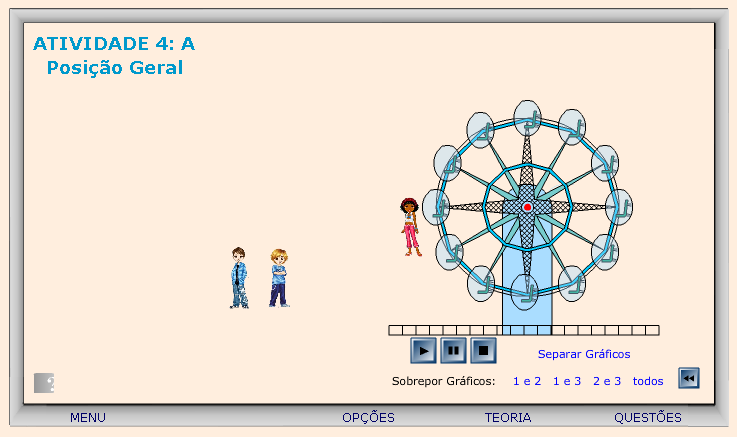 ATIVIDADE 4: A
Posição Geral
Separar Gráficos
Sobrepor Gráficos: 1 e 2 1 e 3 2 e 3 todos
MENU OPÇÕES TEORIA QUESTÕES